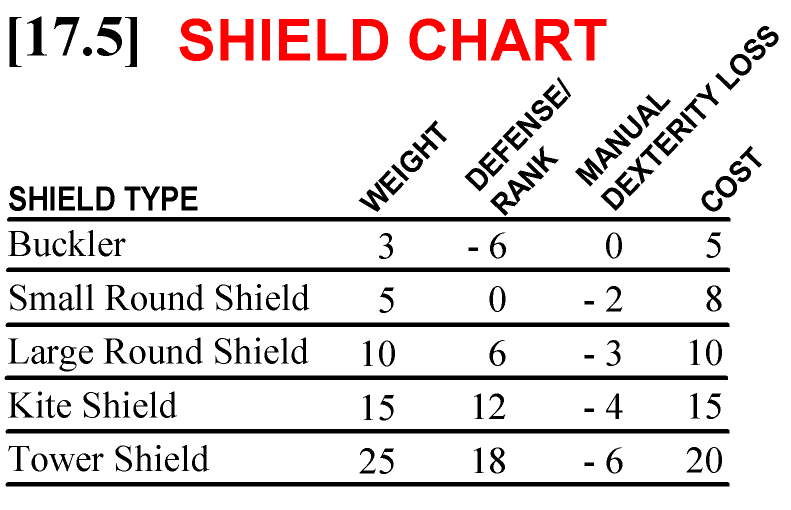 [17.5] SHIELD CHART
SHIELD TYPE WEIGHT DEFENSE/ RANK MANUAL DEXTERITY LOSS COST
Buckler 3 - 6 0 5
Small Round Shield 5 0 - 2 8
Large Round Shield 10 6 - 3 10
Kite Shield 15 12 - 4 15
Tower Shield 25 18 - 6 20